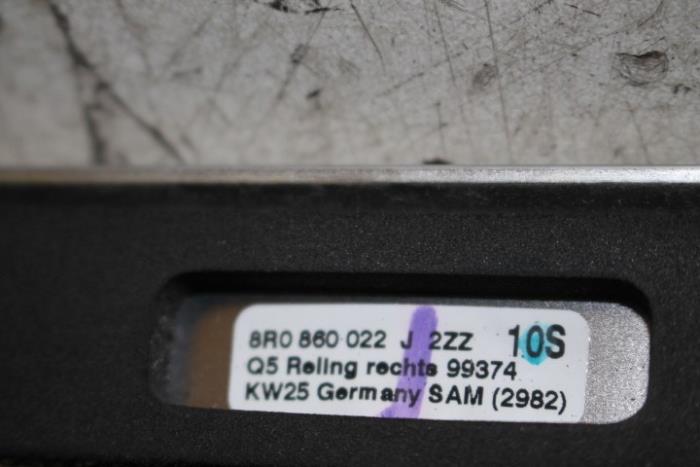 8R0 860 022 J 2ZZ 10S
Q5 Reling rechts 99374
KW25 Germany SAM (2982)